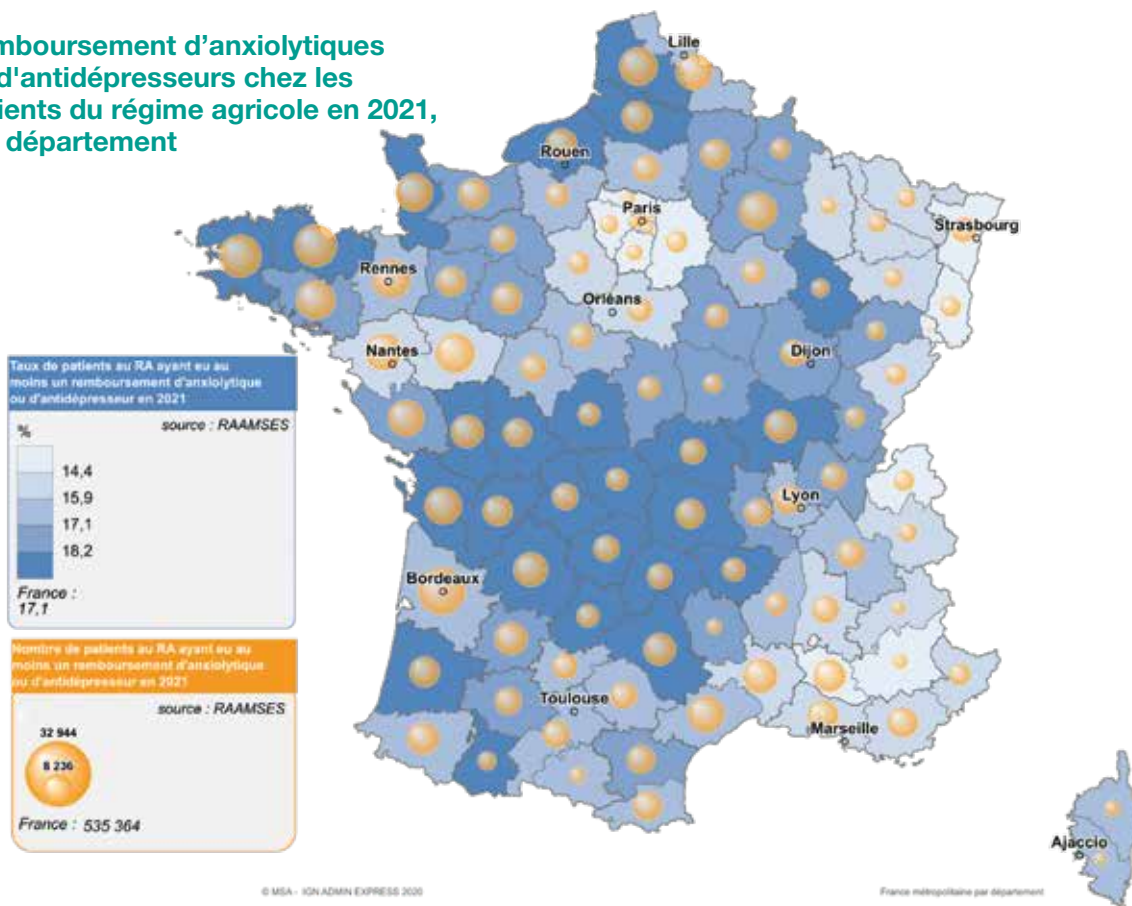 mboursement d’anxiolytiques
d'antidépresseurs chez les
ients du régime agricole en 2021,
département
Lille
Rouen
Paris
Strasbourg
Rennes
Orléans
Nantes
Dijon
Taux de patients au RA ayant eu au
moins un remboursement d'anxiolytique
ou d'antidépresseur en 2021
source : RAAMSES
%
14,4
15,9
17,1
18,2
France :
17,1
Lyon
Bordeaux
Nombre de patients au RA ayant eu au
moins un remboursement d'anxiolytique
ou d'antidépresseur en 2021
source : RAAMSES
32 944
8 236
France : 535 364
Toulouse
Marseille
Ajaccio
© MSA - IGN ADMIN EXPRESS 2020
France métropolitaine par département